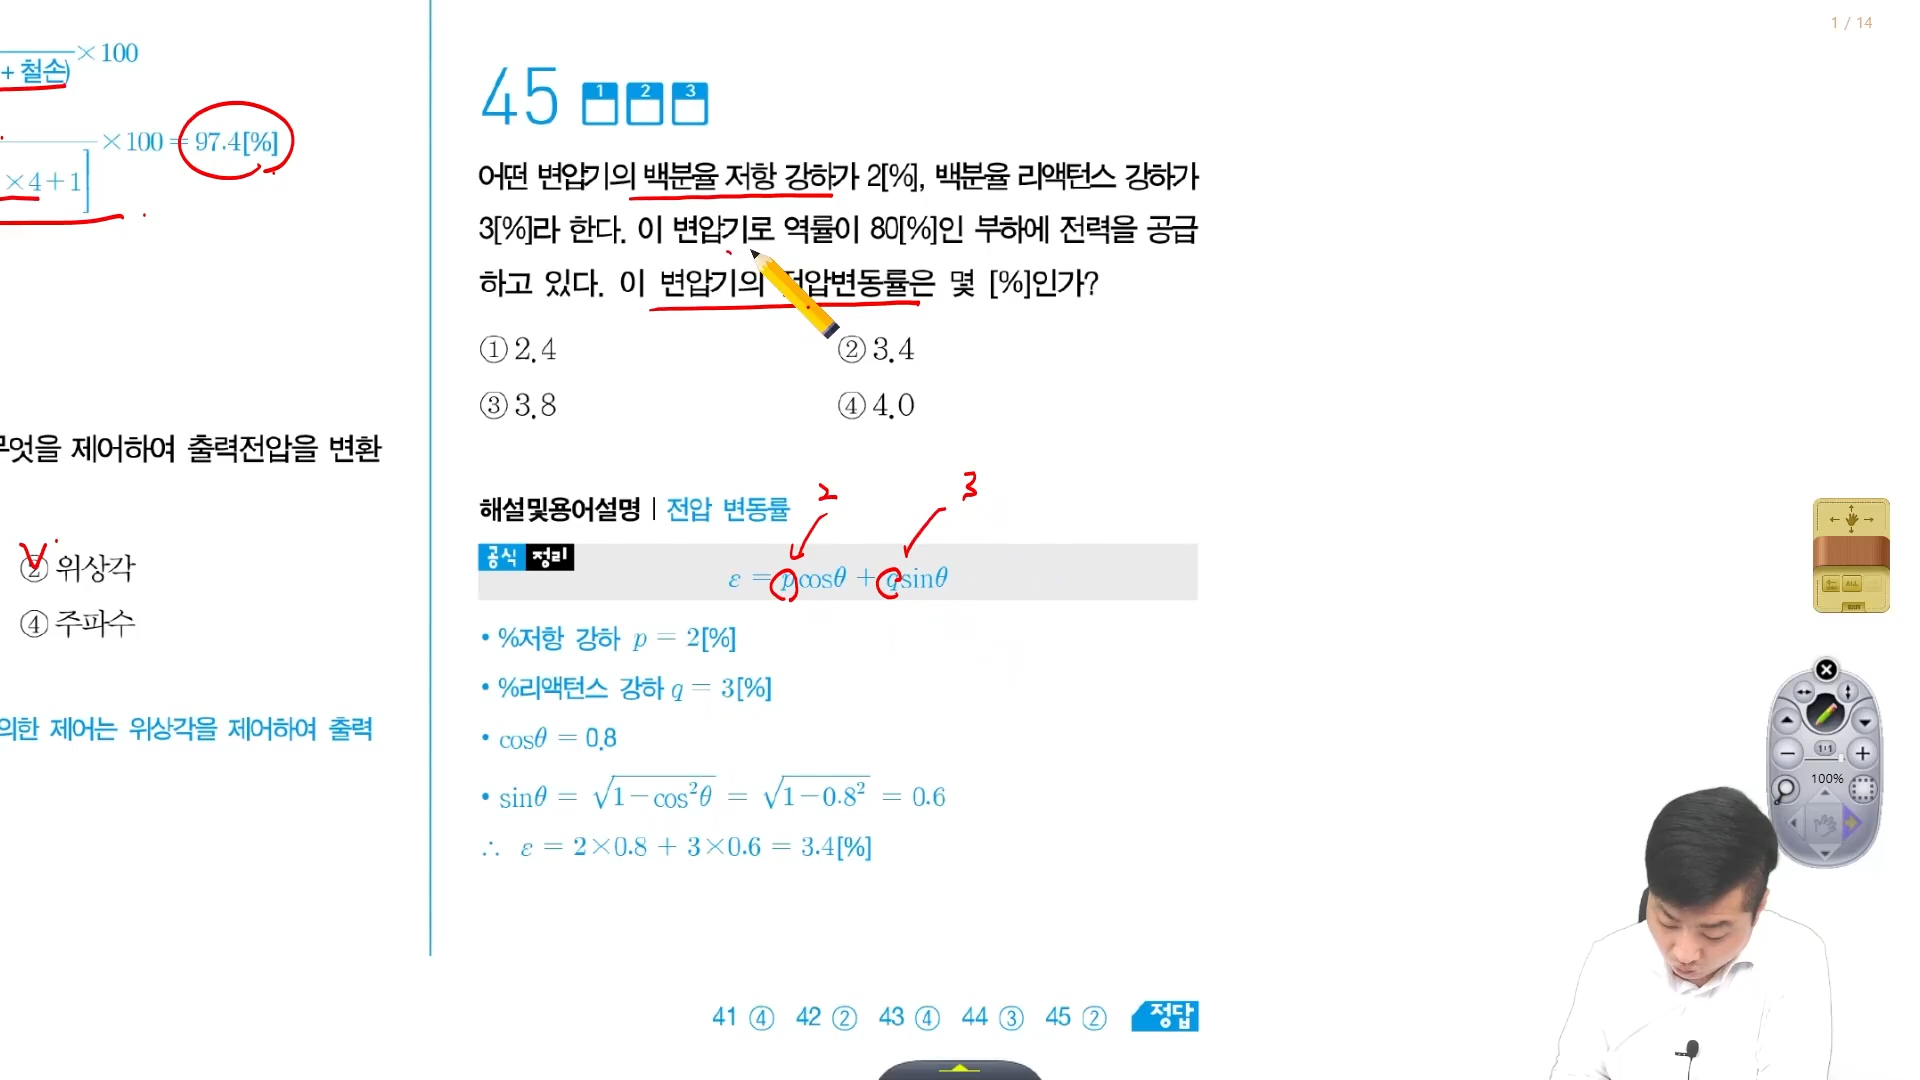 1 / 14
+ 철손) ×100
×100 = 97.4[%]
×4+1]
무엇을 제어하여 출력전압을 변환
② 위상각
④ 주파수
의한 제어는 위상각을 제어하여 출력
45 1 2 3
어떤 변압기의 백분율 저항 강하가 2[%], 백분율 리액턴스 강하가
3[%]라 한다. 이 변압기로 역률이 80[%]인 부하에 전력을 공급
하고 있다. 이 변압기의 전압변동률은 몇 [%]인가?
① 2.4 ② 3.4
③ 3.8 ④ 4.0
2 3
해설및용어설명 | 전압 변동률
공식 정리
ε = pcosθ + qsinθ
• %저항 강하 p = 2[%]
• %리액턴스 강하 q = 3[%]
• cosθ = 0.8
• sinθ = √1−cos²θ = √1−0.8² = 0.6
∴ ε = 2×0.8 + 3×0.6 = 3.4[%]
41 ④ 42 ② 43 ④ 44 ③ 45 ② 정답
ALL
EXIT
1:1
100%